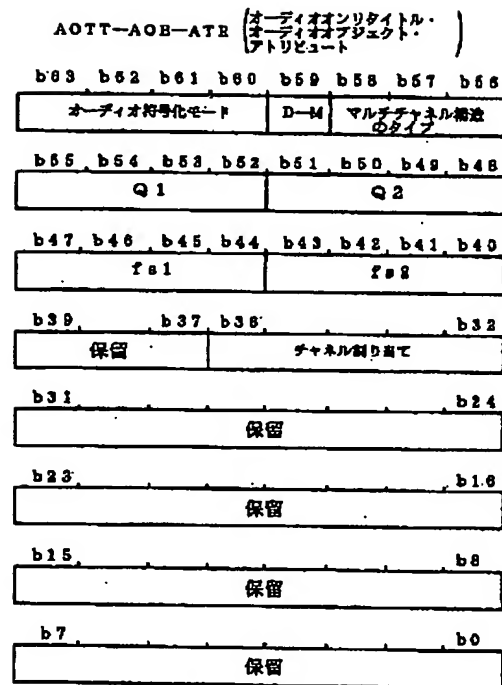 AOTT—AOB—ATR
オーディオオンリタイトル・
オーディオオブジェクト・
アトリビュート
b63 b62 b61 b60 b59 b58 b57 b56
オーディオ符号化モード D—M マルチチャネル構造
のタイプ
b55 b54 b53 b52 b51 b50 b49 b48
Q1 Q2
b47 b46 b45 b44 b43 b42 b41 b40
fs1 fs2
b39 b37 b36 b32
保留 チャネル割り当て
b31 b24
保留
b23 b16
保留
b15 b8
保留
b7 b0
保留